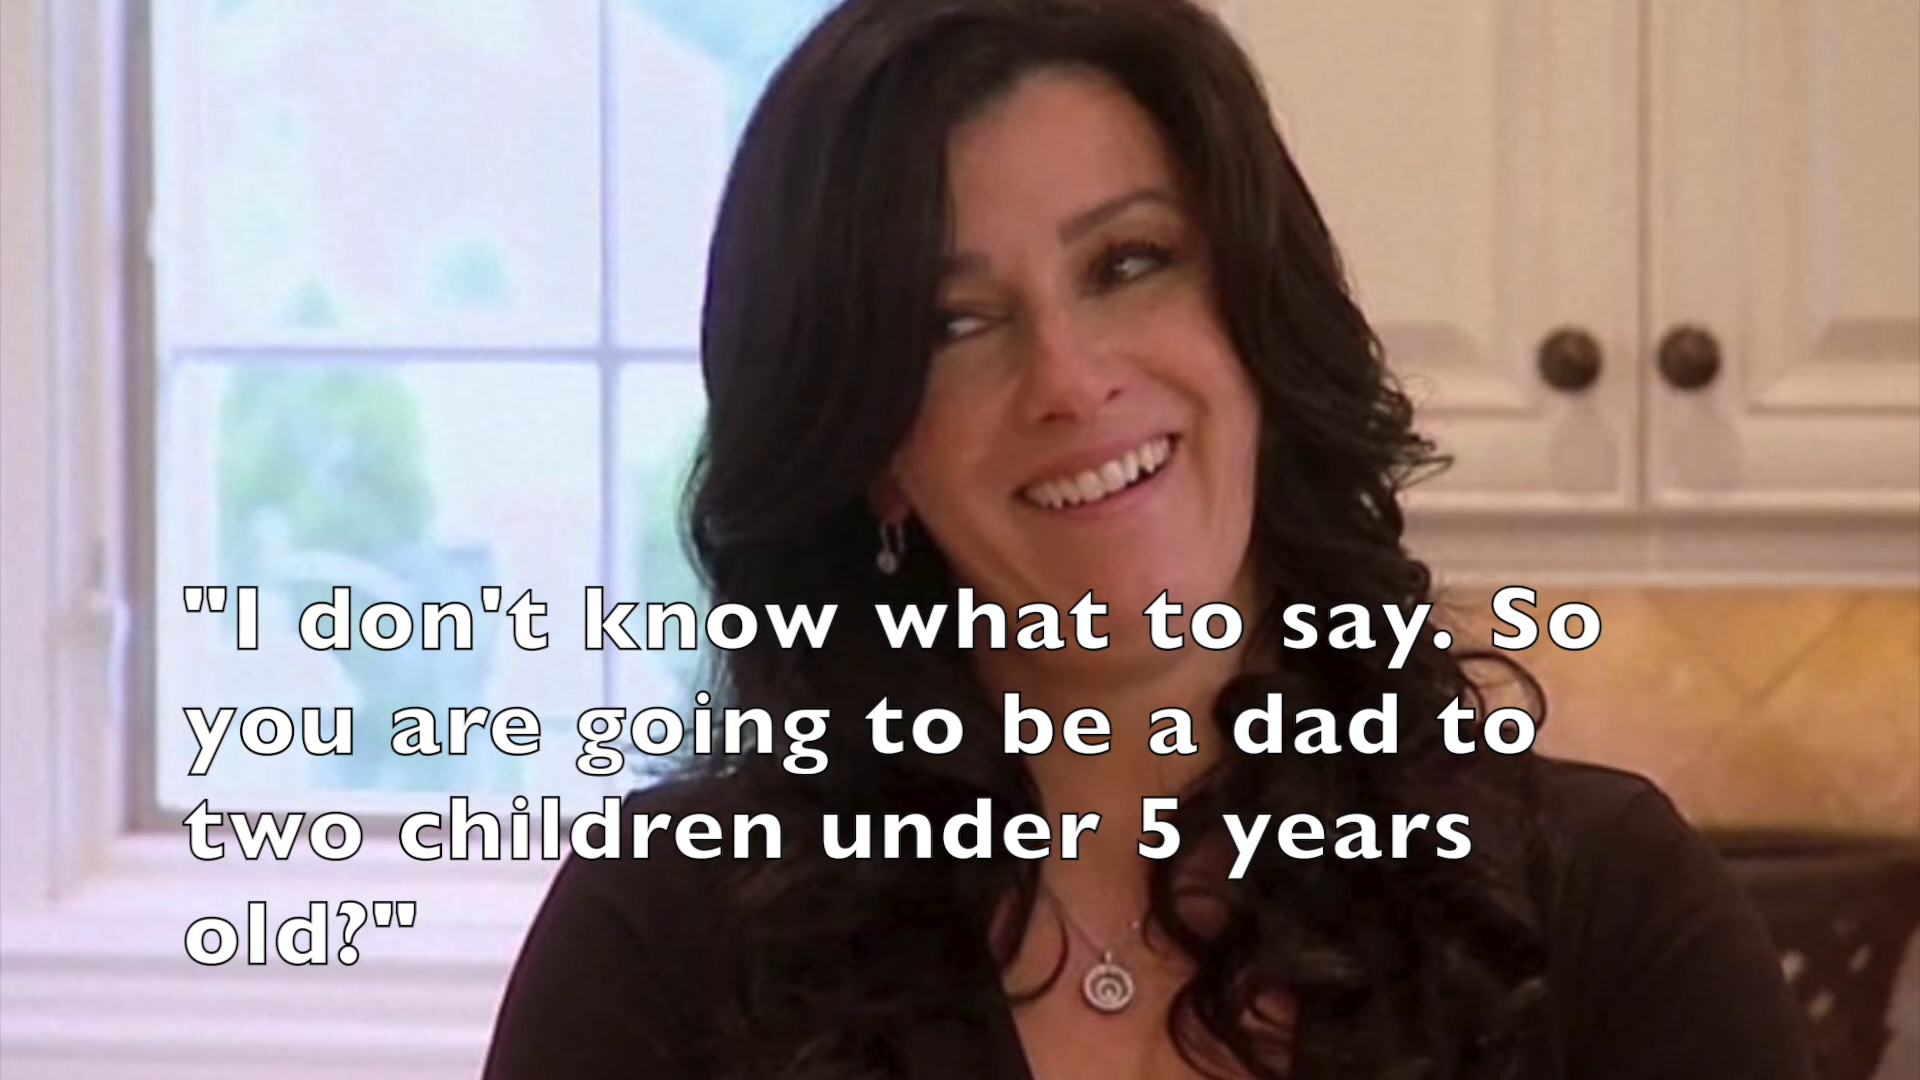 "I don't know what to say. So
you are going to be a dad to
two children under 5 years
old?"